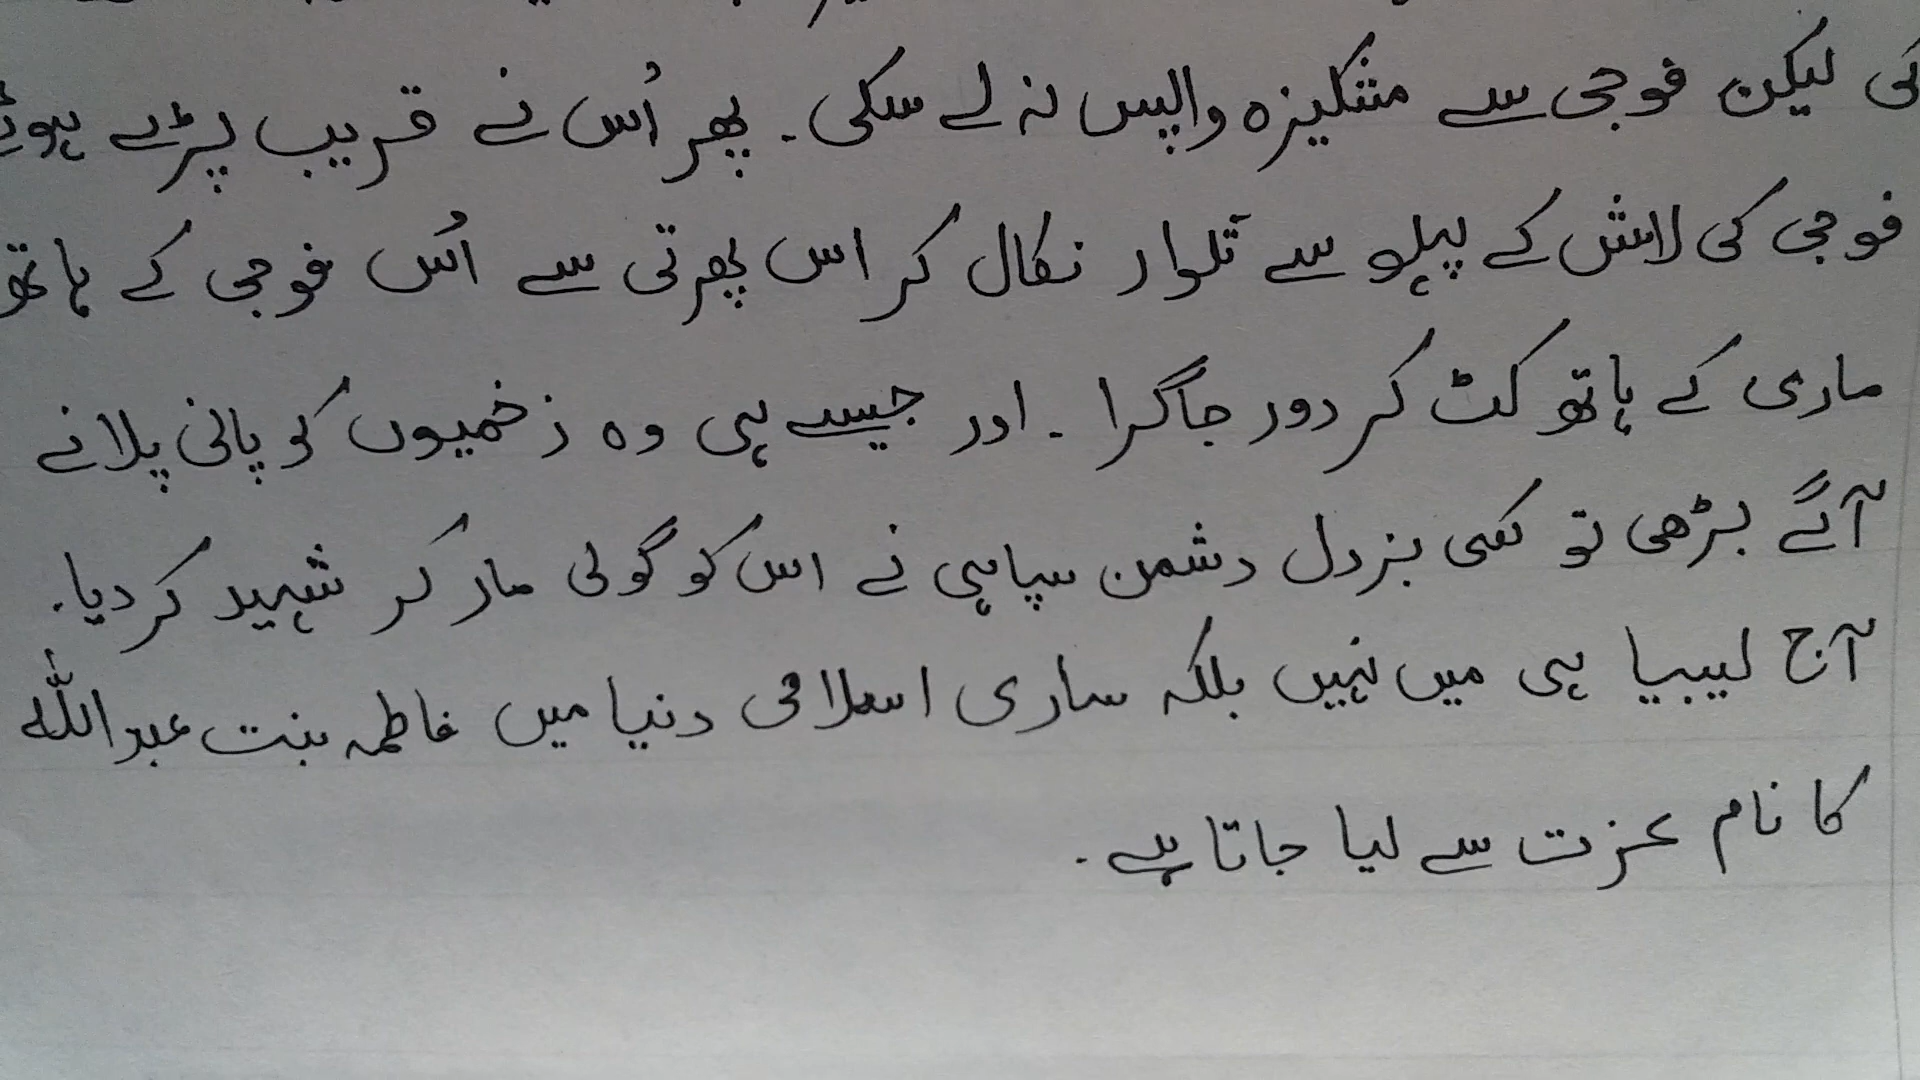 کی لیکن فوجی سے مشکیزہ واپس نہ لے سکی۔ پھر اُس نے قریب پڑے ہوئے
فوجی کی لاش کے پہلو سے تلوار نکال کر اس پھرتی سے اُس فوجی کے ہاتھ
ماری کے ہاتھ کٹ کر دور جا گرا۔ اور جیسے ہی وہ زخمیوں کو پانی پلانے
آگے بڑھی تو کسی بزدل دشمن سپاہی نے اس کو گولی مار کر شہید کر دیا۔
آج لیبیا ہی میں نہیں بلکہ ساری اسلامی دنیا میں فاطمہ بنت عبداللہ
کا نام عزت سے لیا جاتا ہے۔